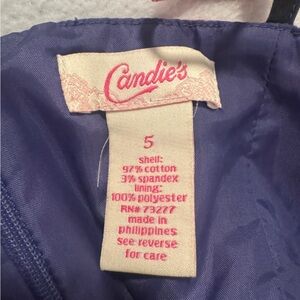 Candie's
5
shell:
97% cotton
3% spandex
lining:
100% polyester
RN# 73277
made in
philippines
see reverse
for care